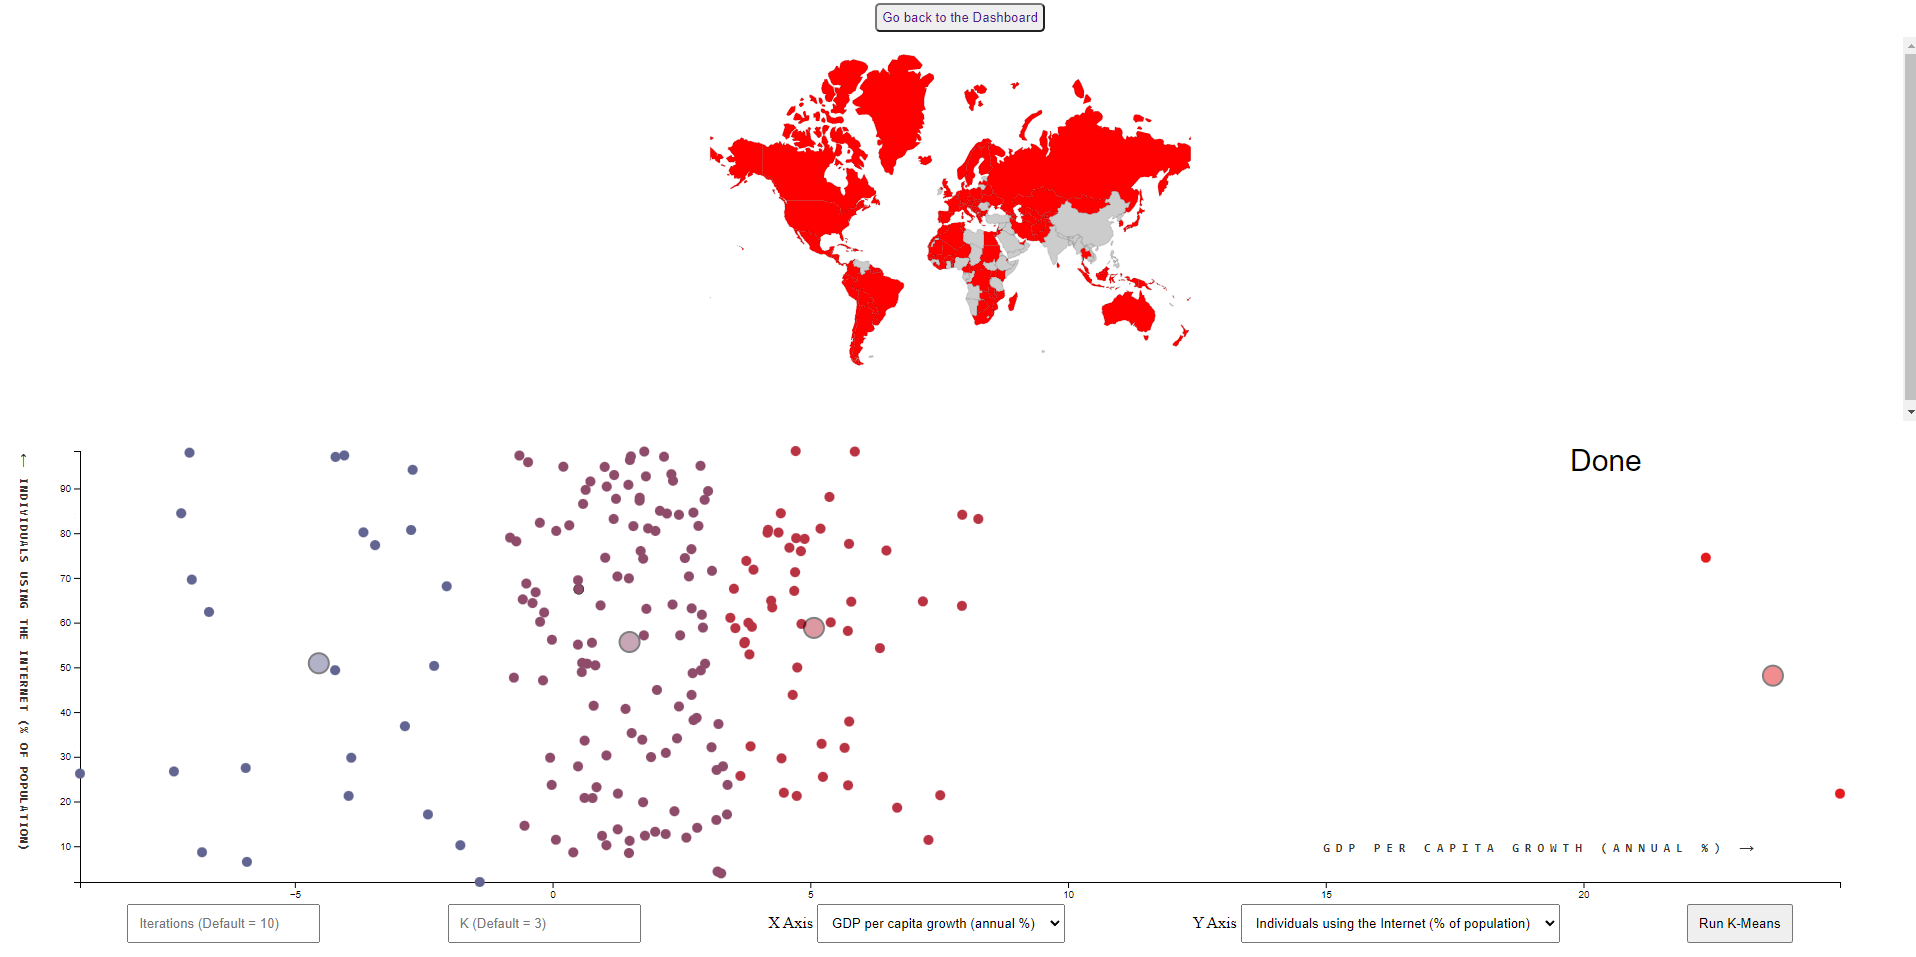 Go back to the Dashboard
Done
← INDIVIDUALS USING THE INTERNET (% OF POPULATION)
90
80
70
60
50
40
30
20
10
GDP PER CAPITA GROWTH (ANNUAL %) →
−5
0
5
10
15
20
Iterations (Default = 10)
K (Default = 3)
X Axis GDP per capita growth (annual %)
Y Axis Individuals using the Internet (% of population)
Run K-Means